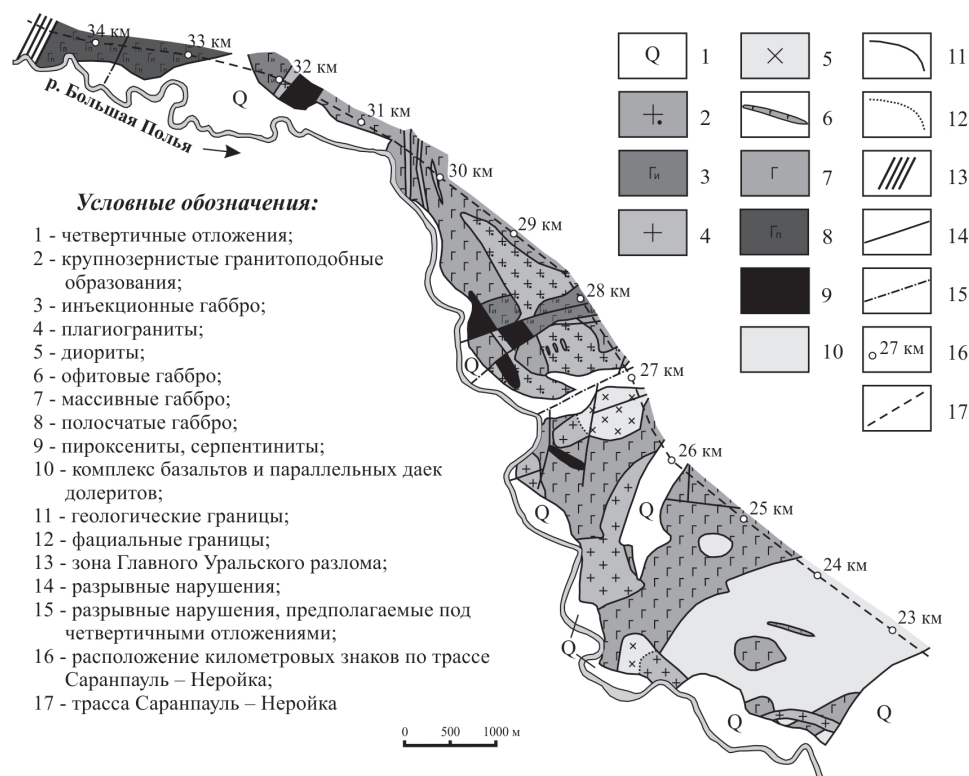 34 км
33 км
32 км
31 км
30 км
29 км
28 км
27 км
26 км
25 км
24 км
23 км
р. Большая Полья
Q
Q
Q
Q
Q
Q
Q
Q 1
2
Ги 3
4
5
6
Г 7
Гп 8
9
10
11
12
13
14
15
27 км 16
17
Условные обозначения:
1 - четвертичные отложения;
2 - крупнозернистые гранитоподобные
образования;
3 - инъекционные габбро;
4 - плагиограниты;
5 - диориты;
6 - офитовые габбро;
7 - массивные габбро;
8 - полосчатые габбро;
9 - пироксениты, серпентиниты;
10 - комплекс базальтов и параллельных даек
долеритов;
11 - геологические границы;
12 - фациальные границы;
13 - зона Главного Уральского разлома;
14 - разрывные нарушения;
15 - разрывные нарушения, предполагаемые под
четвертичными отложениями;
16 - расположение километровых знаков по трассе
Саранпауль – Неройка;
17 - трасса Саранпауль – Неройка
0 500 1000 м